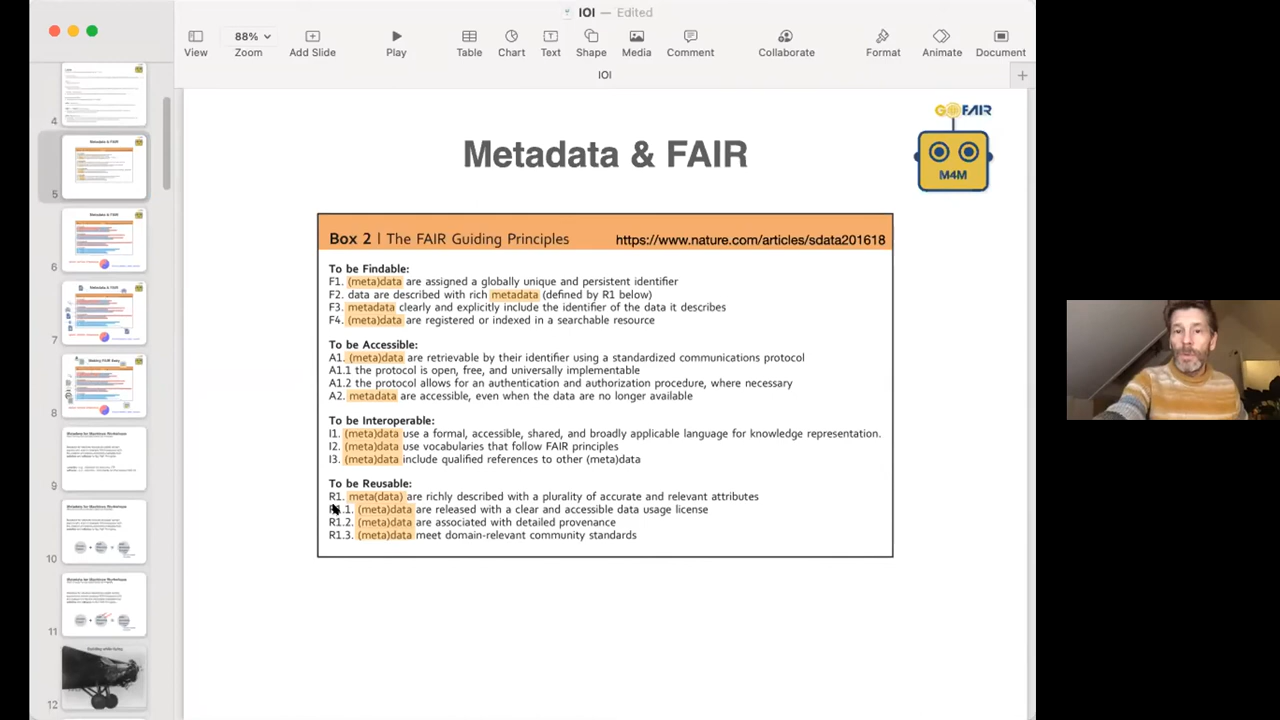 IOI — Edited
View
88%
Zoom
Add Slide
Play
Table
Chart
Text
Shape
Media
Comment
Collaborate
Format
Animate
Document
IOI
4
5
6
7
8
9
10
11
12
Metadata & FAIR
GO FAIR
M4M
Box 2 | The FAIR Guiding Principles https://www.nature.com/articles/sdata201618
To be Findable:
F1. (meta)data are assigned a globally unique and persistent identifier
F2. data are described with rich metadata (defined by R1 below)
F3. metadata clearly and explicitly include the identifier of the data it describes
F4. (meta)data are registered or indexed in a searchable resource
To be Accessible:
A1. (meta)data are retrievable by their identifier using a standardized communications protocol
A1.1 the protocol is open, free, and universally implementable
A1.2 the protocol allows for an authentication and authorization procedure, where necessary
A2. metadata are accessible, even when the data are no longer available
To be Interoperable:
I1. (meta)data use a formal, accessible, shared, and broadly applicable language for knowledge representation.
I2. (meta)data use vocabularies that follow FAIR principles
I3. (meta)data include qualified references to other (meta)data
To be Reusable:
R1. meta(data) are richly described with a plurality of accurate and relevant attributes
R1.1. (meta)data are released with a clear and accessible data usage license
R1.2. (meta)data are associated with detailed provenance
R1.3. (meta)data meet domain-relevant community standards